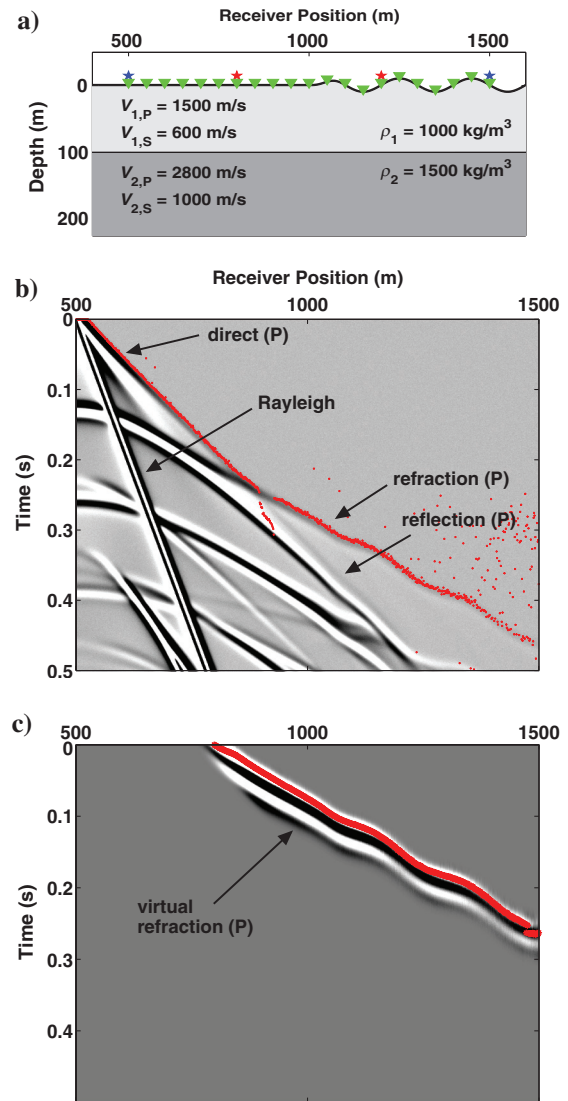 a)
Receiver Position (m)
500 1000 1500
Depth (m)
0
100
200
V1,P = 1500 m/s
V1,S = 600 m/s
ρ1 = 1000 kg/m³
V2,P = 2800 m/s
V2,S = 1000 m/s
ρ2 = 1500 kg/m³
b)
Receiver Position (m)
500 1000 1500
Time (s)
0
0.1
0.2
0.3
0.4
0.5
direct (P)
Rayleigh
refraction (P)
reflection (P)
c)
500 1000 1500
Time (s)
0
0.1
0.2
0.3
0.4
virtual
refraction (P)